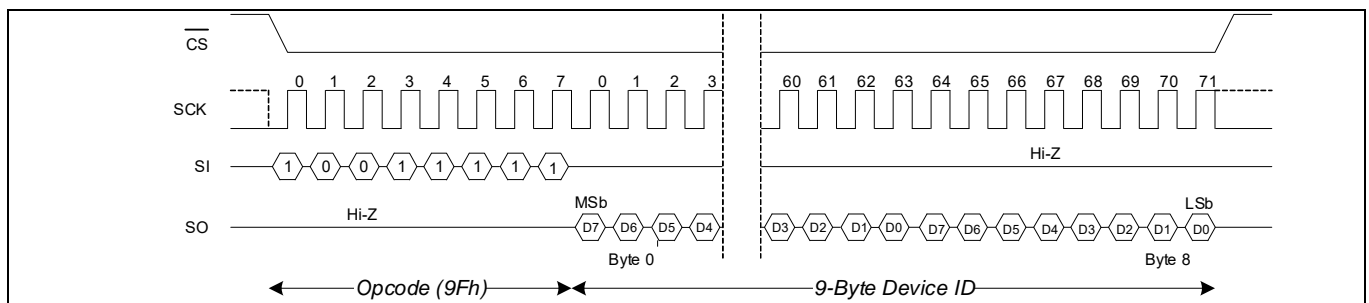 CS
0 1 2 3 4 5 6 7 0 1 2 3 60 61 62 63 64 65 66 67 68 69 70 71
SCK
Hi-Z
SI 1 0 0 1 1 1 1 1
Hi-Z MSb LSb
SO D7 D6 D5 D4 D3 D2 D1 D0 D7 D6 D5 D4 D3 D2 D1 D0
Byte 0 Byte 8
Opcode (9Fh) 9-Byte Device ID